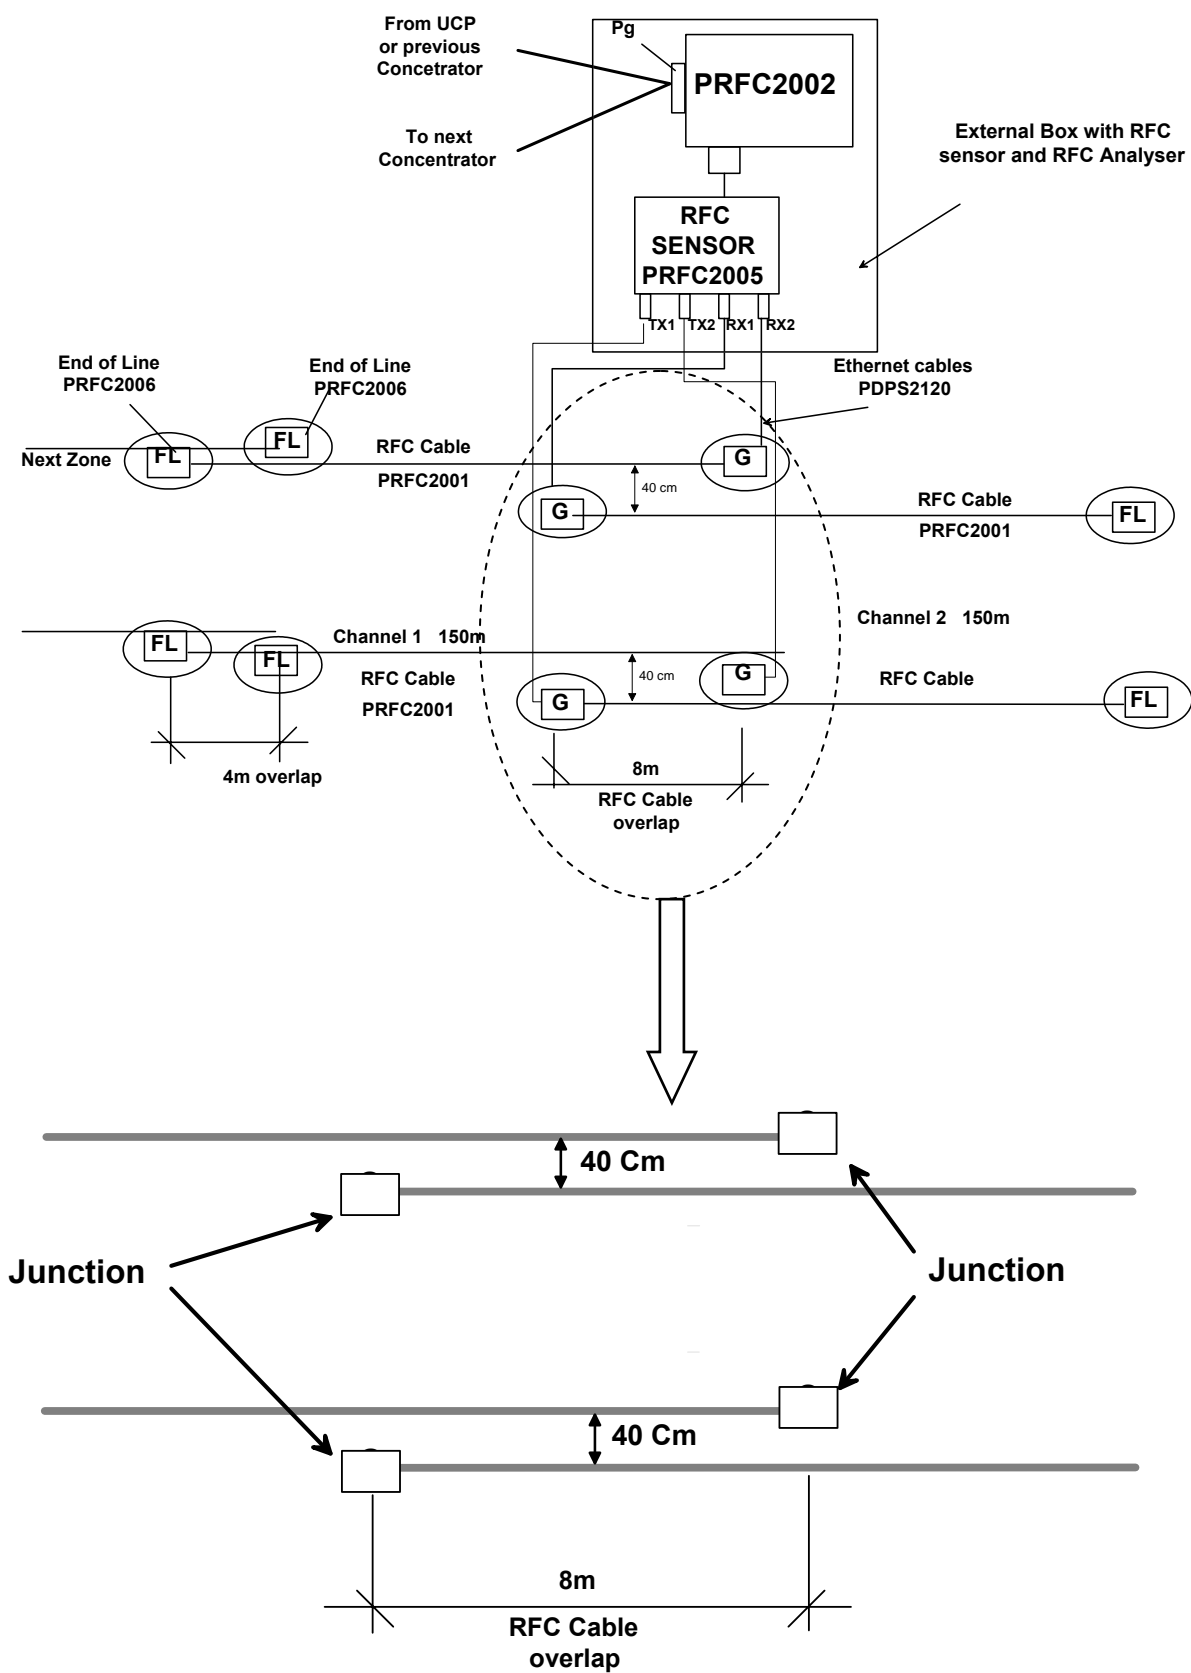 From UCP
or previous
Concetrator
Pg
PRFC2002
To next
Concentrator
External Box with RFC
sensor and RFC Analyser
RFC
SENSOR
PRFC2005
TX1 TX2 RX1 RX2
End of Line
PRFC2006
End of Line
PRFC2006
Ethernet cables
PDPS2120
Next Zone
FL
FL
RFC Cable
PRFC2001
G
40 cm
G
RFC Cable
PRFC2001
FL
FL
FL
Channel 1 150m
RFC Cable
PRFC2001
40 cm
G
G
Channel 2 150m
RFC Cable
FL
4m overlap
8m
RFC Cable
overlap
40 Cm
Junction
Junction
40 Cm
8m
RFC Cable
overlap